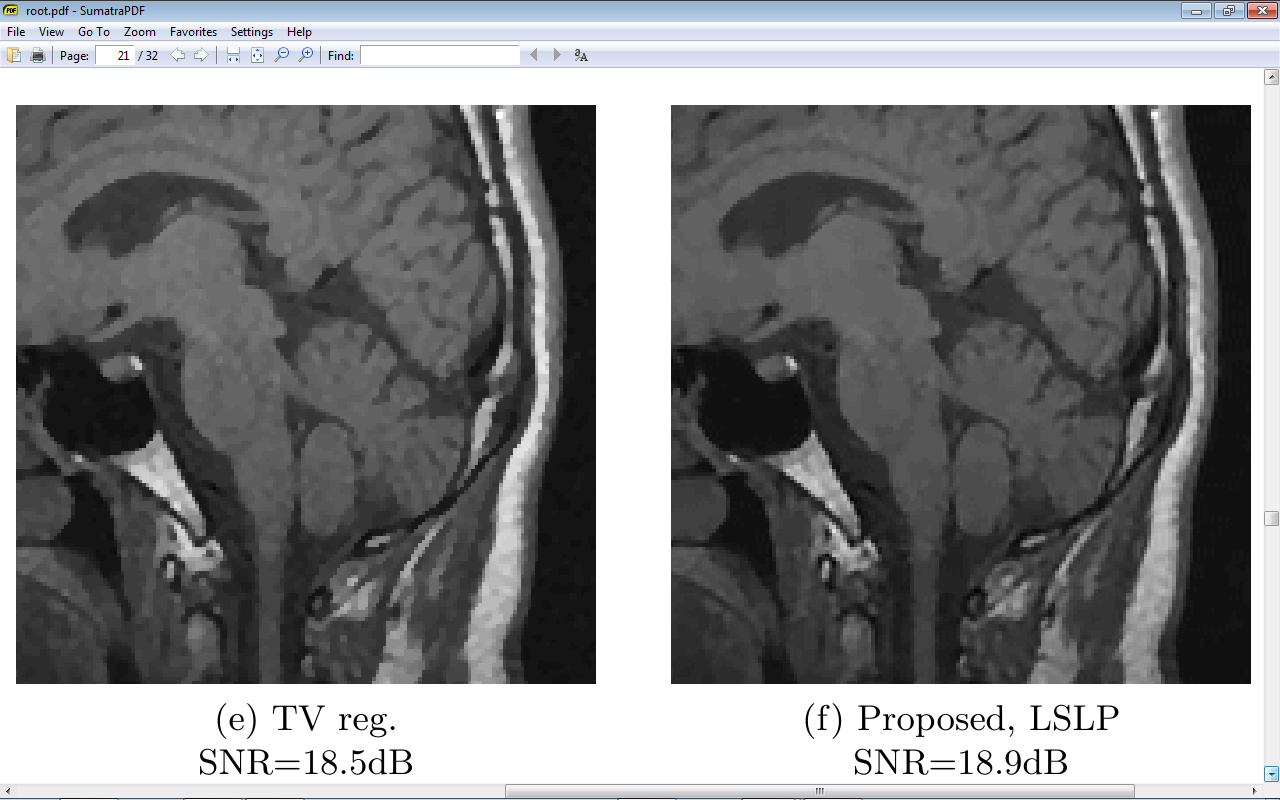 root.pdf - SumatraPDF
File View Go To Zoom Favorites Settings Help
Page: 21 / 32 Find:
(e) TV reg.
SNR=18.5dB
(f) Proposed, LSLP
SNR=18.9dB